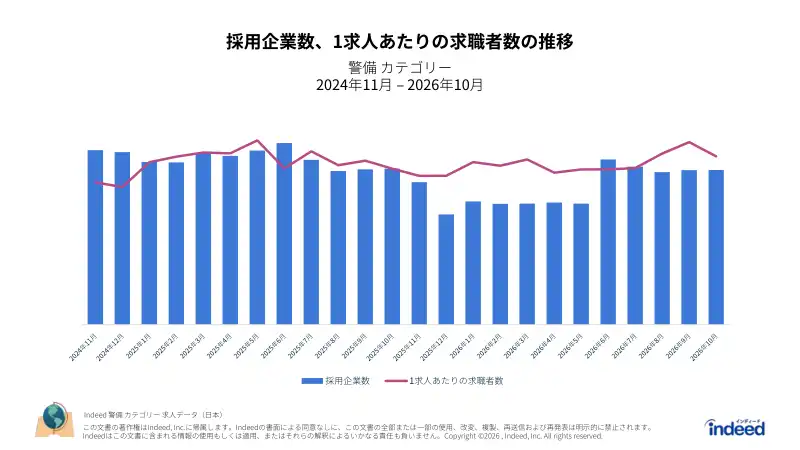 採用企業数、1求人あたりの求職者数の推移
警備 カテゴリー
2024年11月 – 2026年10月
2024年11月
2024年12月
2025年1月
2025年2月
2025年3月
2025年4月
2025年5月
2025年6月
2025年7月
2025年8月
2025年9月
2025年10月
2025年11月
2025年12月
2026年1月
2026年2月
2026年3月
2026年4月
2026年5月
2026年6月
2026年7月
2026年8月
2026年9月
2026年10月
採用企業数
1求人あたりの求職者数
Indeed 警備 カテゴリー 求人データ（日本）
この文書の著作権はIndeed, Inc.に帰属します。Indeedの書面による同意なしに、この文書の全部または一部の使用、改変、複製、再送信および再発表は明示的に禁止されます。
Indeedはこの文書に含まれる情報の使用もしくは適用、またはそれらの解釈によるいかなる責任も負いません。Copyright ©2026 , Indeed, Inc. All rights reserved.
インディード
indeed